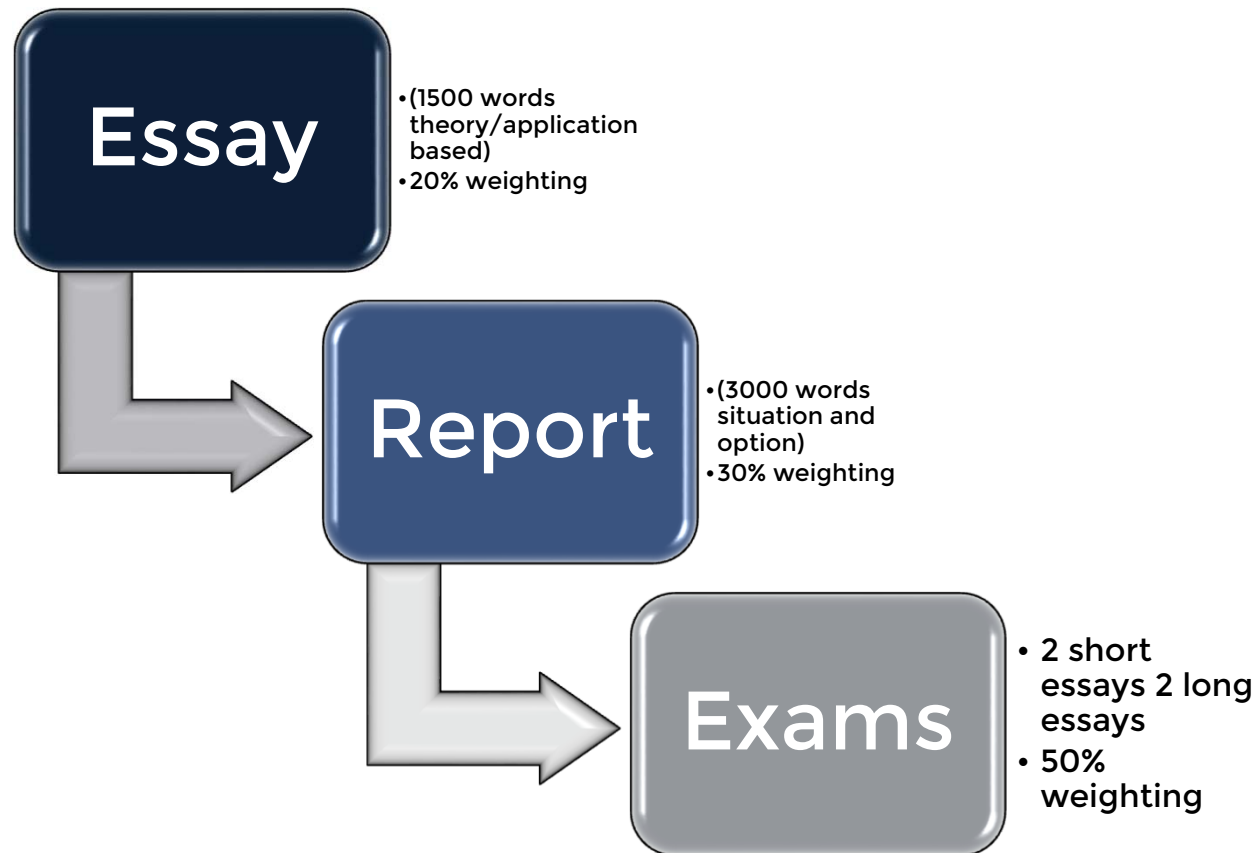 Essay
•(1500 words
theory/application
based)
•20% weighting
Report
•(3000 words
situation and
option)
•30% weighting
Exams
• 2 short
essays 2 long
essays
• 50%
weighting